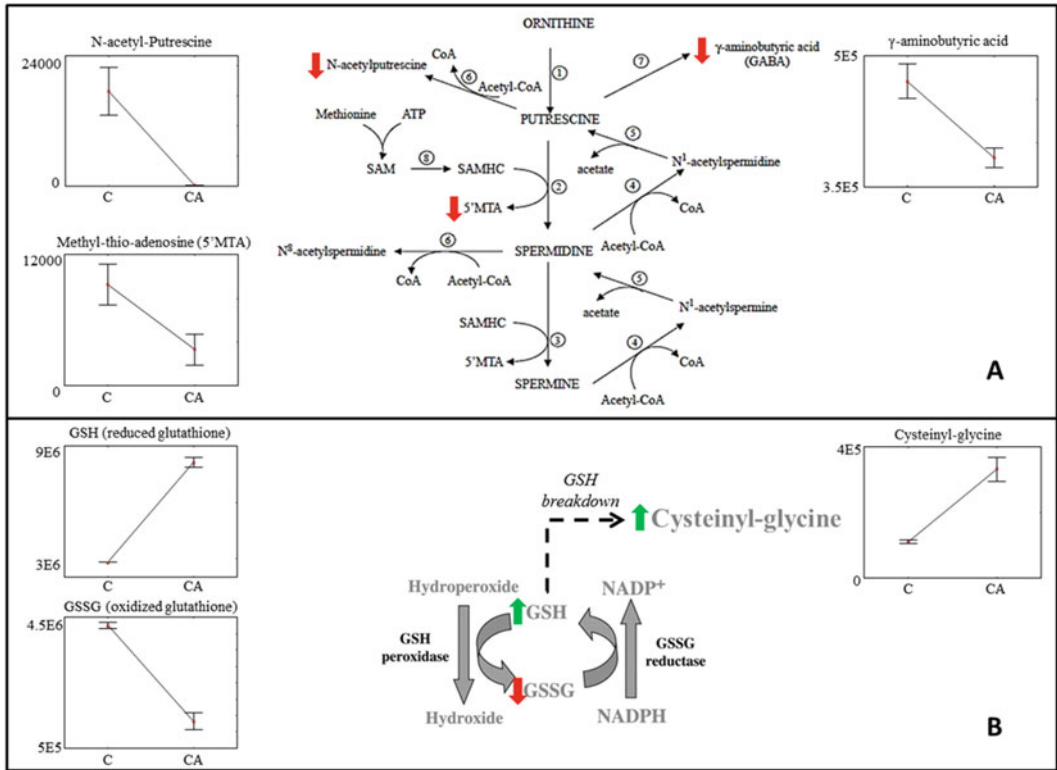 N-acetyl-Putrescine
24000
0
C
CA
Methyl-thio-adenosine (5'MTA)
12000
0
C
CA
ORNITHINE
①
N-acetylputrescine
CoA
⑥
Acetyl-CoA
⑦
γ-aminobutyric acid
(GABA)
PUTRESCINE
Methionine
ATP
SAM
⑧
SAMHC
②
5'MTA
⑤
acetate
N¹-acetylspermidine
④
CoA
Acetyl-CoA
SPERMIDINE
N⁸-acetylspermidine
⑥
CoA
Acetyl-CoA
⑤
acetate
N¹-acetylspermine
SAMHC
③
5'MTA
④
CoA
SPERMINE
Acetyl-CoA
γ-aminobutyric acid
5E5
3.5E5
C
CA
A
GSH (reduced glutathione)
9E6
3E6
C
CA
GSSG (oxidized glutathione)
4.5E6
5E5
C
CA
GSH
breakdown
Cysteinyl-glycine
Hydroperoxide
NADP⁺
GSH
GSH
peroxidase
GSSG
reductase
GSSG
Hydroxide
NADPH
Cysteinyl-glycine
4E5
0
C
CA
B